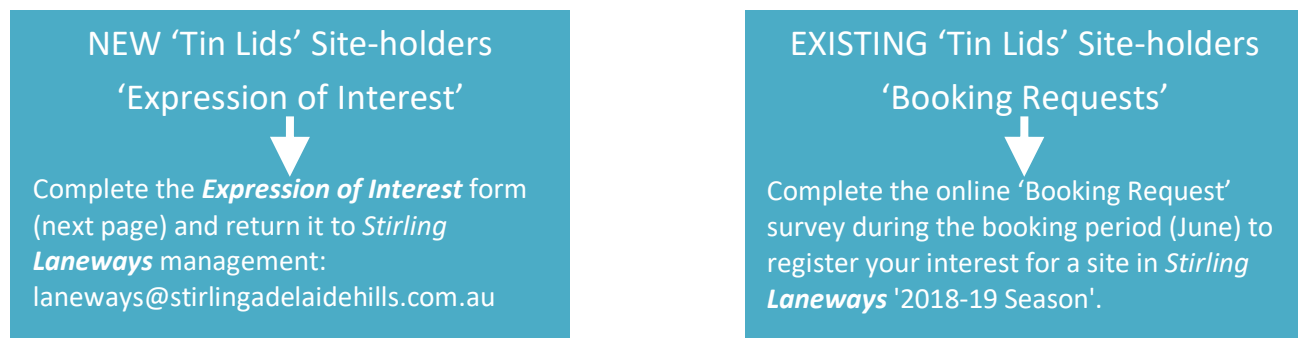 NEW ‘Tin Lids’ Site-holders
‘Expression of Interest’
Complete the Expression of Interest form
(next page) and return it to Stirling
Laneways management:
laneways@stirlingadelaidehills.com.au
EXISTING ‘Tin Lids’ Site-holders
‘Booking Requests’
Complete the online ‘Booking Request’
survey during the booking period (June) to
register your interest for a site in Stirling
Laneways '2018-19 Season'.